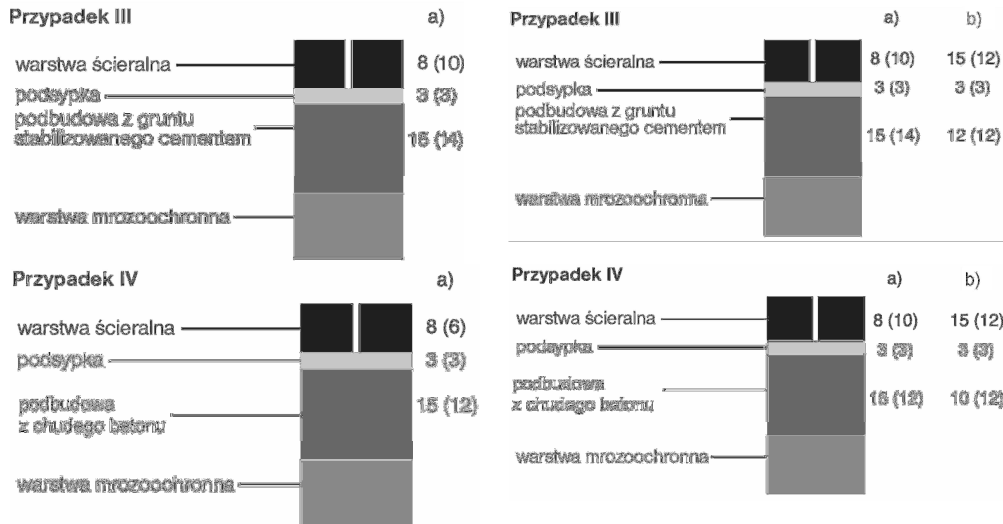 Przypadek III a)
warstwa ścieralna 8 (10)
podsypka 3 (3)
podbudowa z gruntu
stabilizowanego cementem 15 (14)
warstwa mrozoochronna
Przypadek IV a)
warstwa ścieralna 8 (6)
podsypka 3 (3)
podbudowa
z chudego betonu 15 (12)
warstwa mrozoochronna
Przypadek III a) b)
warstwa ścieralna 8 (10) 15 (12)
podsypka 3 (3) 3 (3)
podbudowa z gruntu
stabilizowanego cementem 15 (14) 12 (12)
warstwa mrozoochronna
Przypadek IV a) b)
warstwa ścieralna 8 (10) 15 (12)
podsypka 3 (3) 3 (3)
podbudowa
z chudego betonu 15 (12) 10 (12)
warstwa mrozoochronna